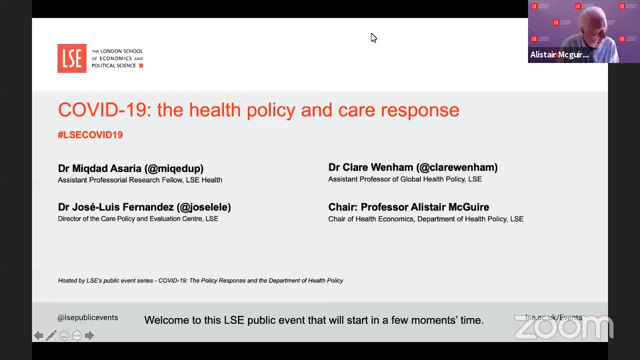 Alistair Mcguir...
LSE
THE LONDON SCHOOL
OF ECONOMICS AND
POLITICAL SCIENCE
COVID-19: the health policy and care response
#LSECOVID19
Dr Miqdad Asaria (@miqedup)
Assistant Professorial Research Fellow, LSE Health
Dr Clare Wenham (@clarewenham)
Assistant Professor of Global Health Policy, LSE
Dr José-Luis Fernandez (@joselele)
Director of the Care Policy and Evaluation Centre, LSE
Chair: Professor Alistair McGuire
Chair of Health Economics, Department of Health Policy, LSE
Hosted by LSE's public event series - COVID-19: The Policy Response and the Department of Health Policy
@lsepublicevents
Welcome to this LSE public event that will start in a few moments' time.
lse.ac.uk/Events
zoom